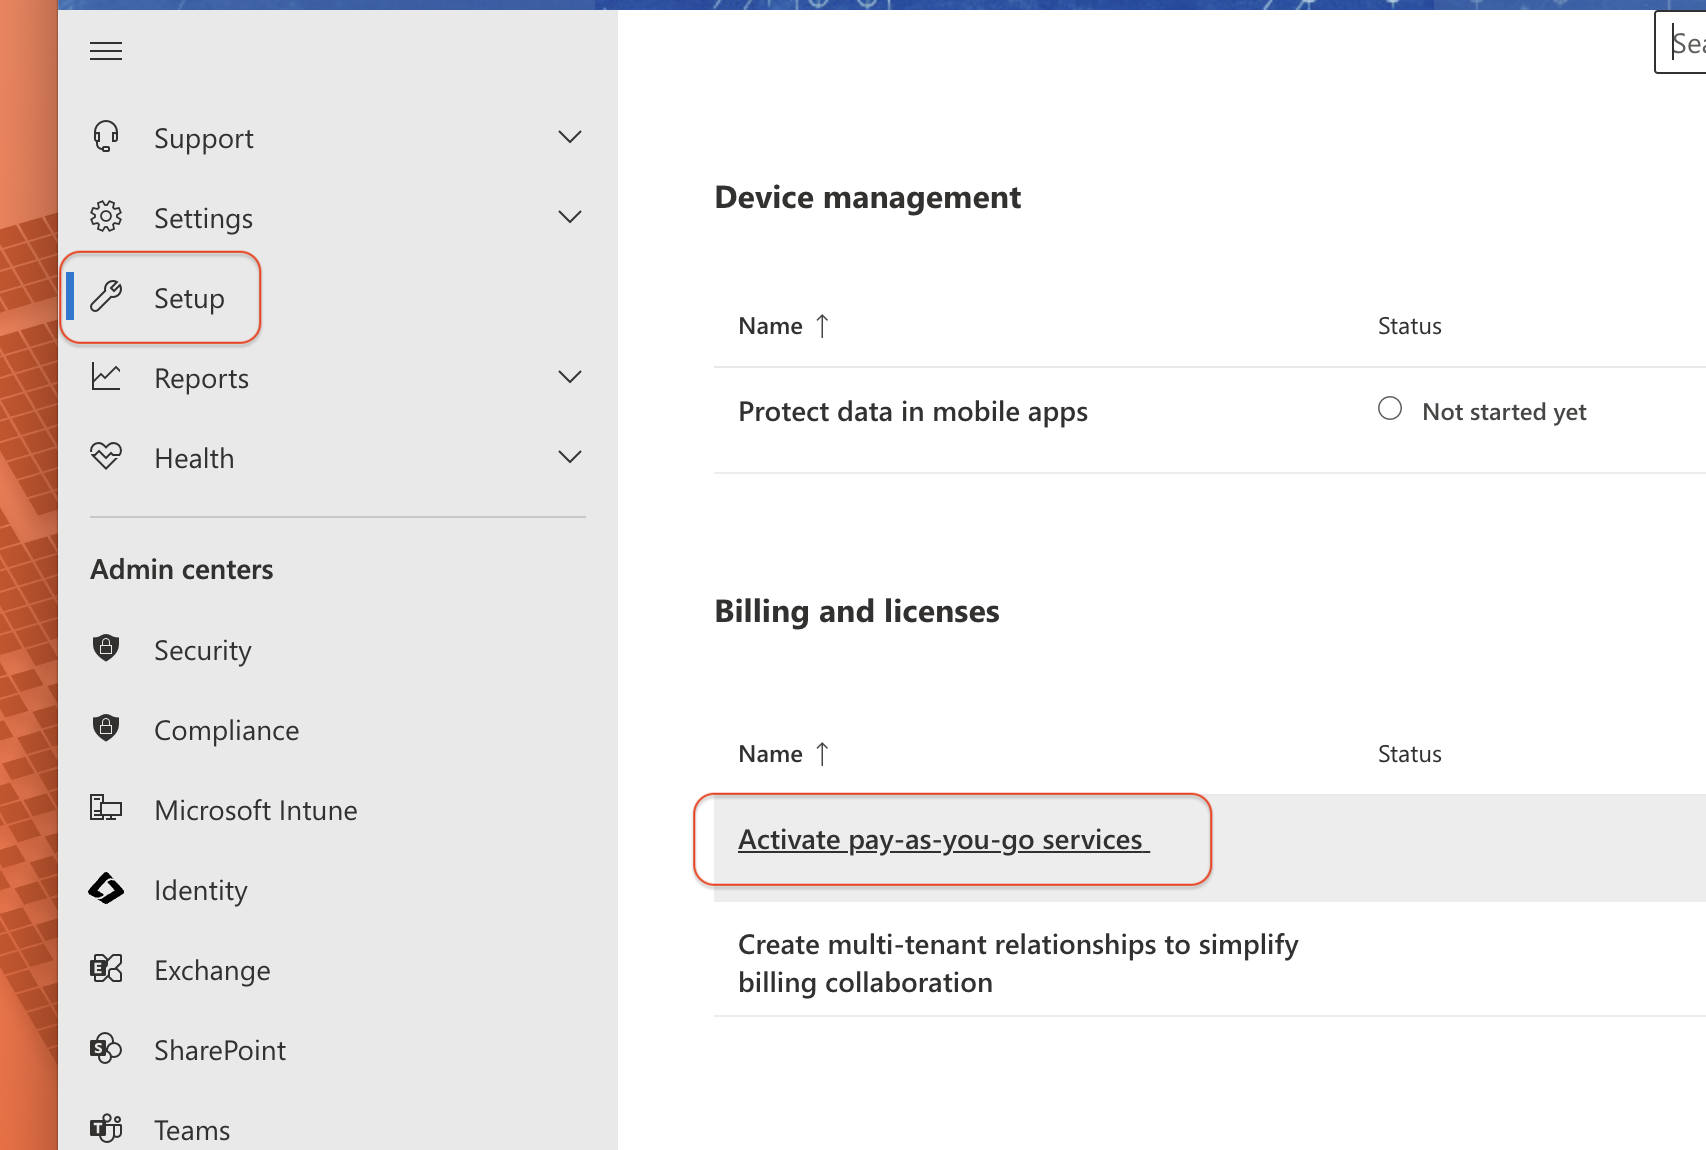 Support
Settings
Setup
Reports
Health
Admin centers
Security
Compliance
Microsoft Intune
Identity
Exchange
SharePoint
Teams
Device management
Name ↑ Status
Protect data in mobile apps Not started yet
Billing and licenses
Name ↑ Status
Activate pay-as-you-go services
Create multi-tenant relationships to simplify
billing collaboration